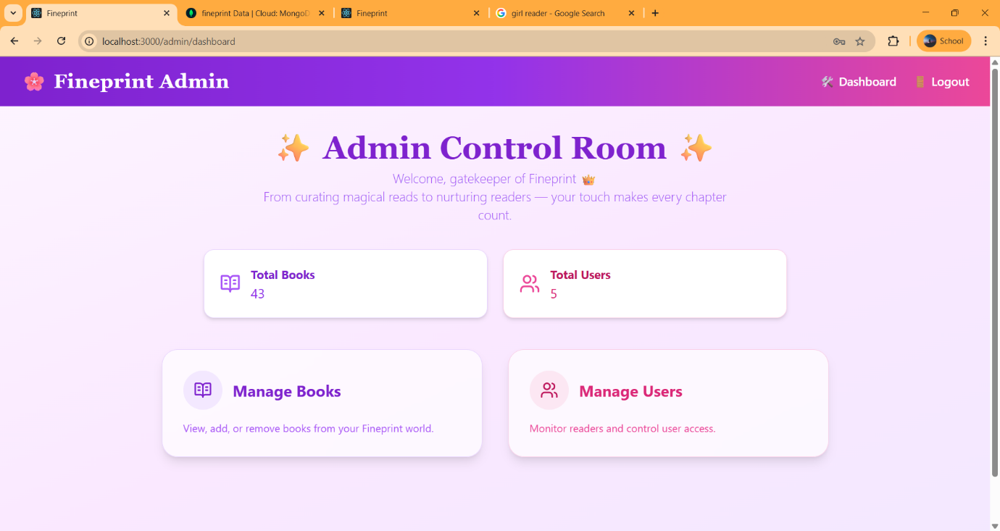 Fineprint
fineprint Data | Cloud: MongoD
Fineprint
girl reader - Google Search
localhost:3000/admin/dashboard
School
🌸 Fineprint Admin
🛠️ Dashboard
🚪 Logout
✨ Admin Control Room ✨
Welcome, gatekeeper of Fineprint 👑
From curating magical reads to nurturing readers — your touch makes every chapter
count.
Total Books
43
Total Users
5
Manage Books
View, add, or remove books from your Fineprint world.
Manage Users
Monitor readers and control user access.